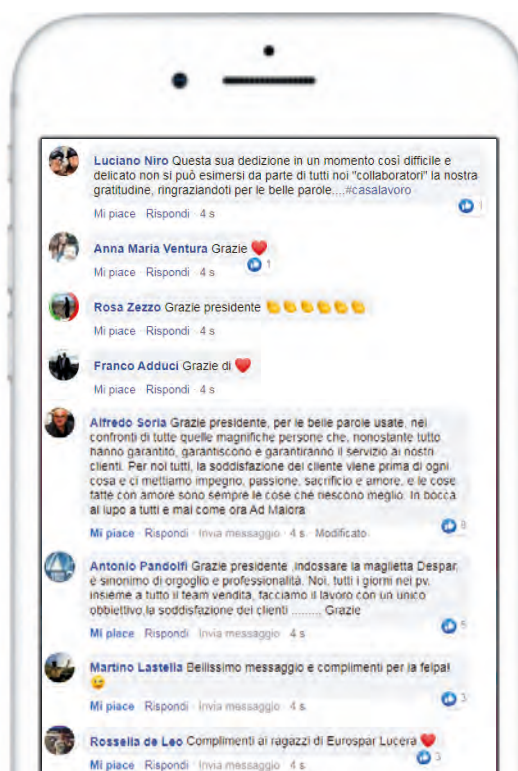 Luciano Niro Questa sua dedizione in un momento così difficile e
delicato non si può esimersi da parte di tutti noi "collaboratori" la nostra
gratitudine, ringraziandoti per le belle parole....#casalavoro
1
Mi piace · Rispondi · 4 s
Anna Maria Ventura Grazie ❤️
1
Mi piace · Rispondi · 4 s
Rosa Zezzo Grazie presidente 👏👏👏👏👏👏
Mi piace · Rispondi · 4 s
Franco Adduci Grazie di ❤️
Mi piace · Rispondi · 4 s
Alfredo Soria Grazie presidente, per le belle parole usate, nei
confronti di tutte quelle magnifiche persone che, nonostante tutto
hanno garantito, garantiscono e garantiranno il servizio ai nostri
clienti. Per noi tutti, la soddisfazione del cliente viene prima di ogni
cosa e ci mettiamo impegno, passione, sacrificio e amore, e le cose
fatte con amore sono sempre le cose che riescono meglio. In bocca
al lupo a tutti e mai come ora Ad Maiora
Mi piace · Rispondi · Invia messaggio · 4 s · Modificato
Antonio Pandolfi Grazie presidente ,indossare la maglietta Despar,
è sinonimo di orgoglio e professionalità. Noi, tutti i giorni nei pv,
insieme a tutto il team vendita, facciamo il lavoro con un unico
obbiettivo,la soddisfazione dei clienti ......... Grazie
5
Mi piace · Rispondi · Invia messaggio · 4 s
Martino Lastella Bellissimo messaggio e complimenti per la felpa!
😉
3
Mi piace · Rispondi · Invia messaggio · 4 s
Rossella de Leo Complimenti ai ragazzi di Eurospar Lucera ❤️
3
Mi piace · Rispondi · Invia messaggio · 4 s